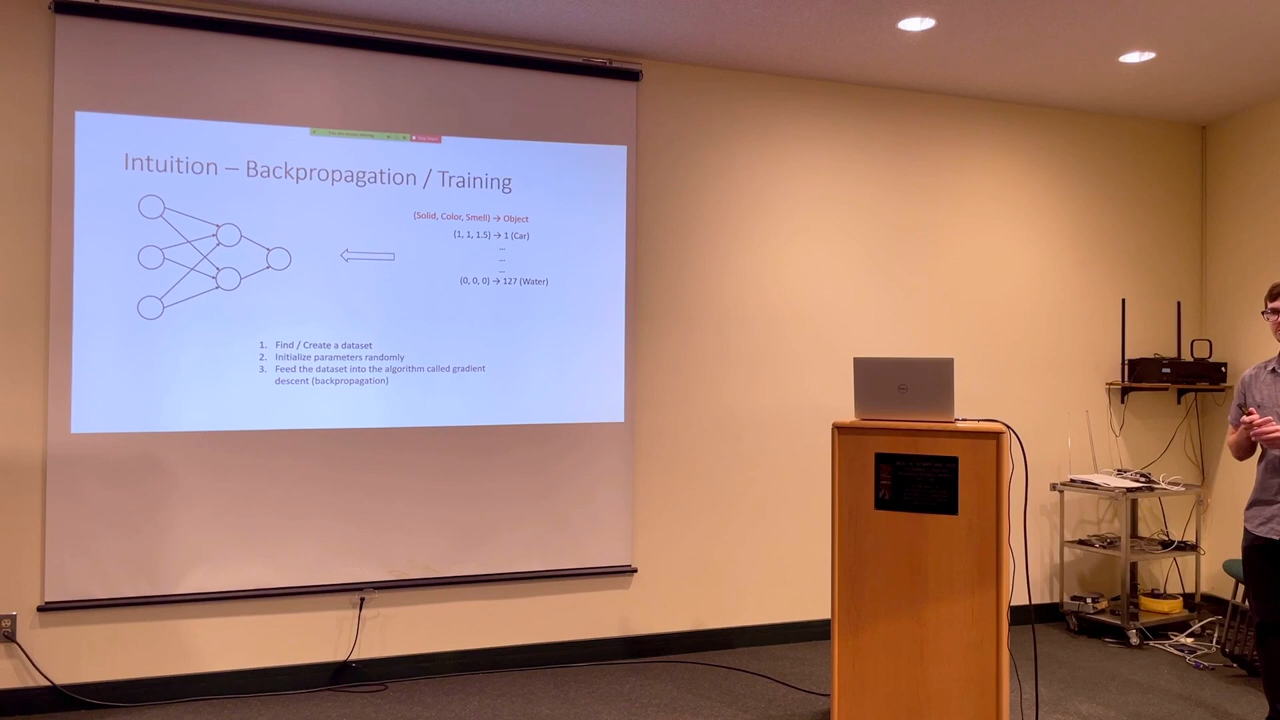 Intuition – Backpropagation / Training
(Solid, Color, Smell) → Object
(1, 1, 1.5) → 1 (Car)
...
...
...
(0, 0, 0) → 127 (Water)
1. Find / Create a dataset
2. Initialize parameters randomly
3. Feed the dataset into the algorithm called gradient
descent (backpropagation)
DELL